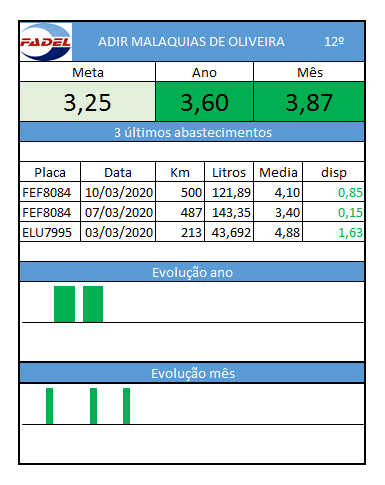 FADEL ADIR MALAQUIAS DE OLIVEIRA 12º
Meta Ano Mês
3,25 3,60 3,87
3 últimos abastecimentos
Placa Data Km Litros Media disp
FEF8084 10/03/2020 500 121,89 4,10 0,85
FEF8084 07/03/2020 487 143,35 3,40 0,15
ELU7995 03/03/2020 213 43,692 4,88 1,63
Evolução ano
Evolução mês